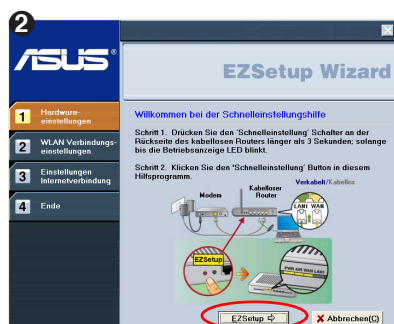 2
ASUS®
EZSetup Wizard
1 Hardware-
einstellungen
2 WLAN Verbindungs-
einstellungen
3 Einstellungen
Internetverbindung
4 Ende
Willkommen bei der Schnelleinstellungshilfe
Schritt 1. Drücken Sie den 'Schnelleinstellung' Schalter an der
Rückseite des kabellosen Routers länger als 3 Sekunden; solange
bis die Betriebsanzeige LED blinkt.
Schritt 2. Klicken Sie den 'Schnelleinstellung' Button in diesem
Hilfsprogram.
Modem
Kabelloser
Router
Verkabelt/Kabellos
LAN1 WAN
EZSetup
PWR AIR WAN LAN1
EZSetup
Abbrechen(C)